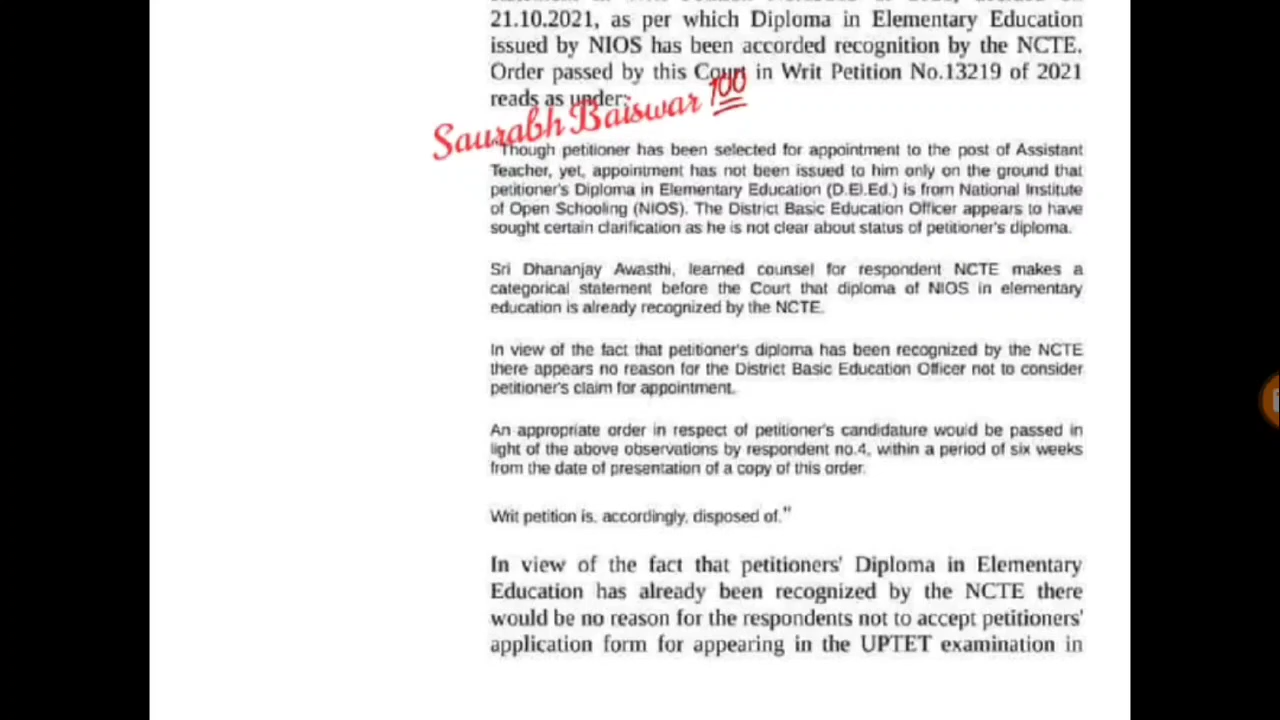 21.10.2021, as per which Diploma in Elementary Education
issued by NIOS has been accorded recognition by the NCTE.
Order passed by this Court in Writ Petition No.13219 of 2021
reads as under:
Saurabh Baiswar 💯
"Though petitioner has been selected for appointment to the post of Assistant
Teacher, yet, appointment has not been issued to him only on the ground that
petitioner's Diploma in Elementary Education (D.El.Ed.) is from National Institute
of Open Schooling (NIOS). The District Basic Education Officer appears to have
sought certain clarification as he is not clear about status of petitioner's diploma.
Sri Dhananjay Awasthi, learned counsel for respondent NCTE makes a
categorical statement before the Court that diploma of NIOS in elementary
education is already recognized by the NCTE.
In view of the fact that petitioner's diploma has been recognized by the NCTE
there appears no reason for the District Basic Education Officer not to consider
petitioner's claim for appointment.
An appropriate order in respect of petitioner's candidature would be passed in
light of the above observations by respondent no.4, within a period of six weeks
from the date of presentation of a copy of this order.
Writ petition is, accordingly, disposed of."
In view of the fact that petitioners' Diploma in Elementary
Education has already been recognized by the NCTE there
would be no reason for the respondents not to accept petitioners'
application form for appearing in the UPTET examination in